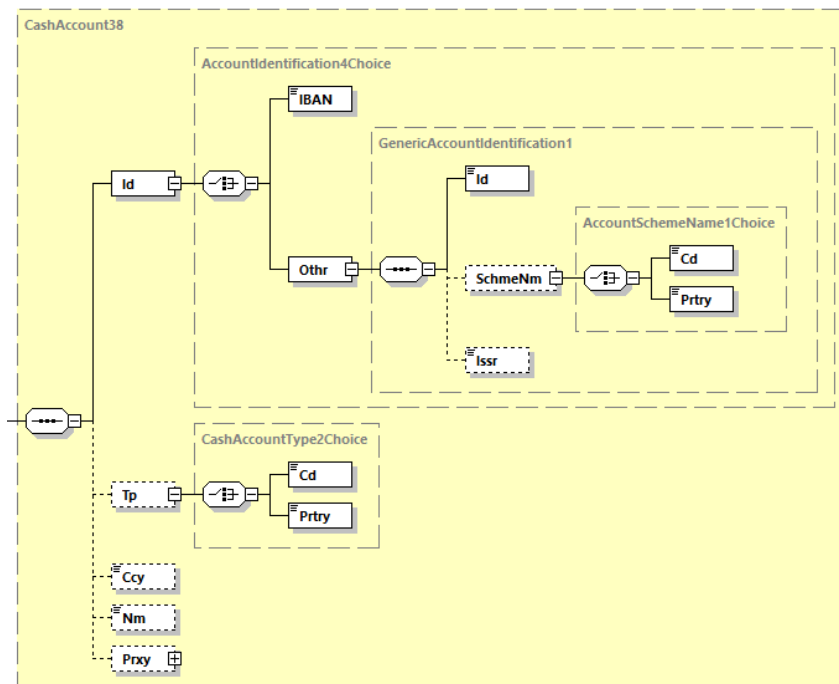 CashAccount38
AccountIdentification4Choice
IBAN
GenericAccountIdentification1
Id
Id
AccountSchemeName1Choice
Cd
Othr
SchmeNm
Prtry
Issr
CashAccountType2Choice
Cd
Tp
Prtry
Ccy
Nm
Prxy